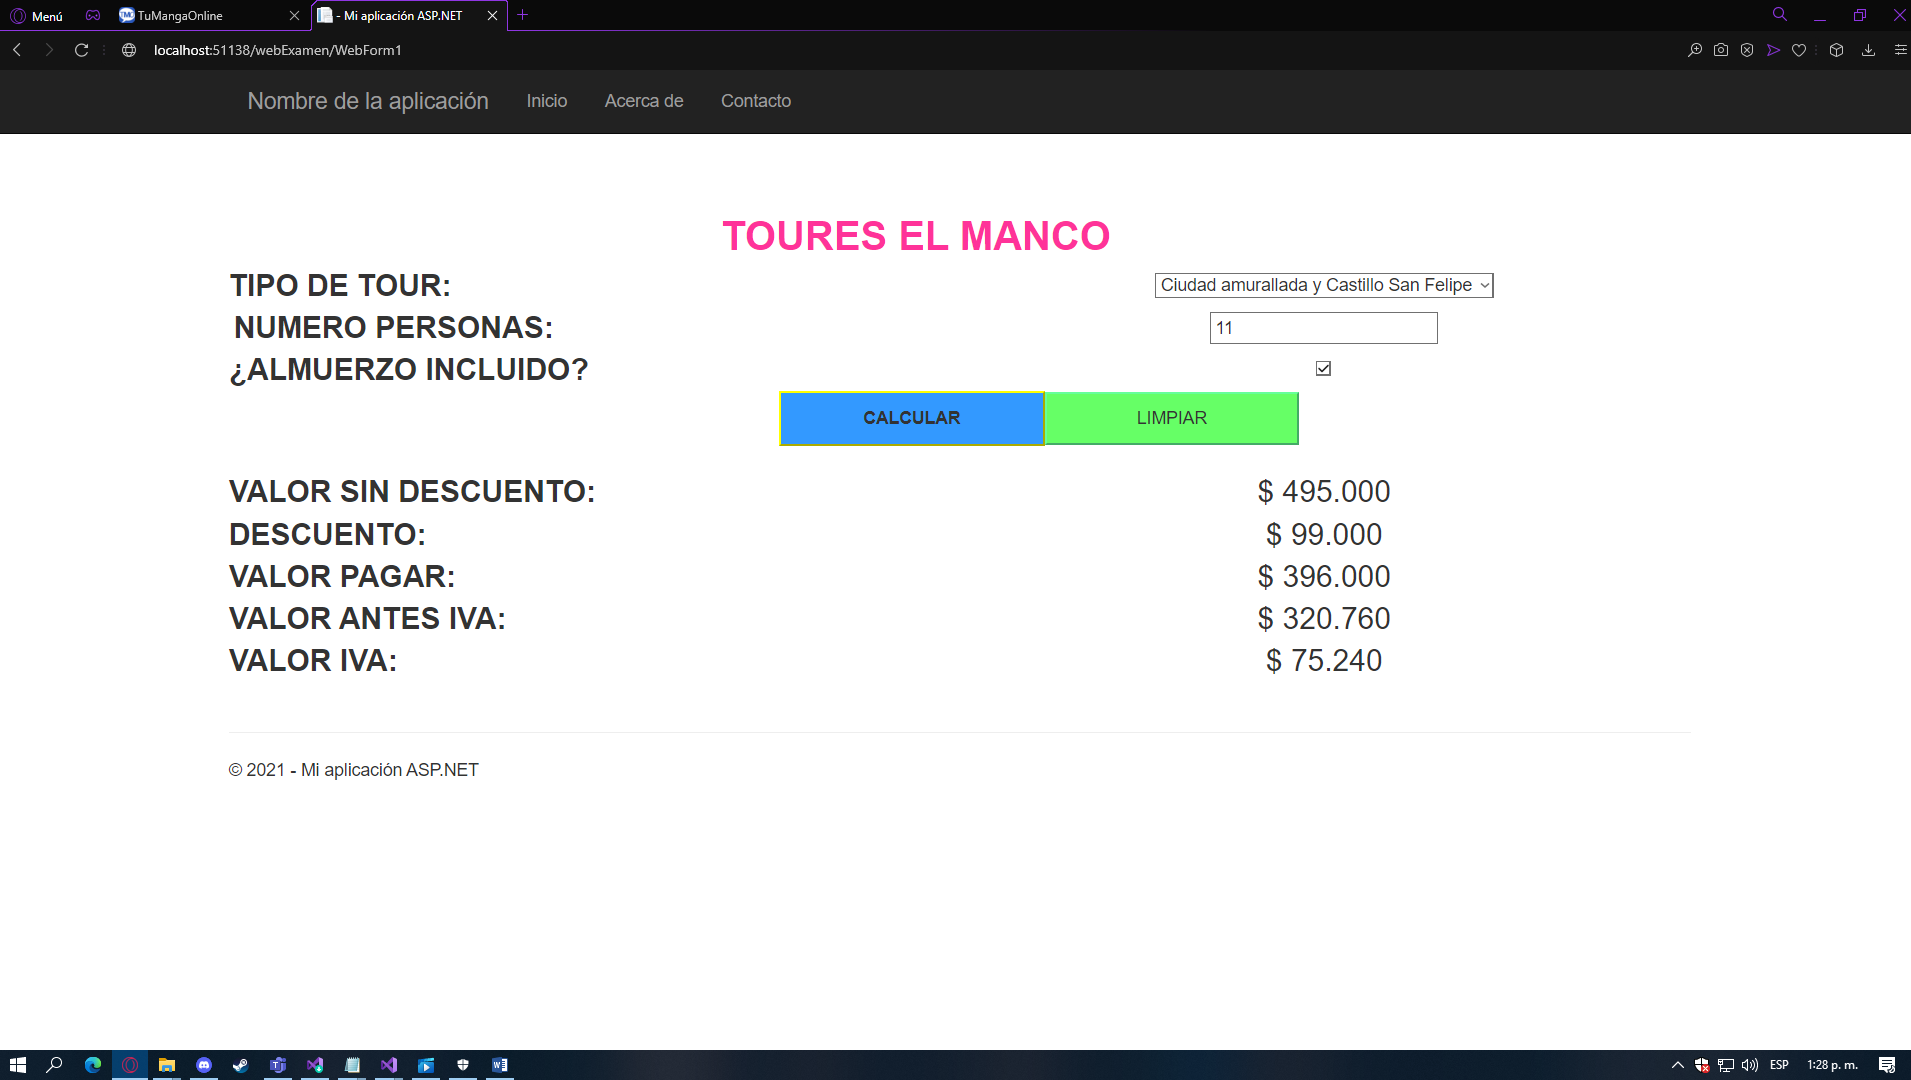 Menú TuMangaOnline - Mi aplicación ASP.NET
localhost:51138/webExamen/WebForm1
Nombre de la aplicación Inicio Acerca de Contacto
TOURES EL MANCO
TIPO DE TOUR: Ciudad amurallada y Castillo San Felipe
NUMERO PERSONAS: 11
¿ALMUERZO INCLUIDO?
CALCULAR LIMPIAR
VALOR SIN DESCUENTO: $ 495.000
DESCUENTO: $ 99.000
VALOR PAGAR: $ 396.000
VALOR ANTES IVA: $ 320.760
VALOR IVA: $ 75.240
© 2021 - Mi aplicación ASP.NET
ESP 1:28 p. m.